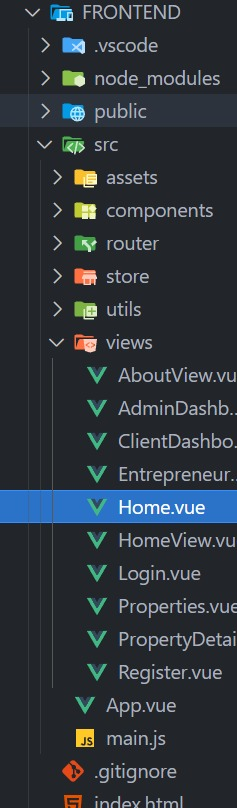 FRONTEND
.vscode
node_modules
public
src
assets
components
router
store
utils
views
AboutView.vu
AdminDashb...
ClientDashbo...
Entrepreneur...
Home.vue
HomeView.vu
Login.vue
Properties.vue
PropertyDetai
Register.vue
App.vue
JS main.js
.gitignore
index.html